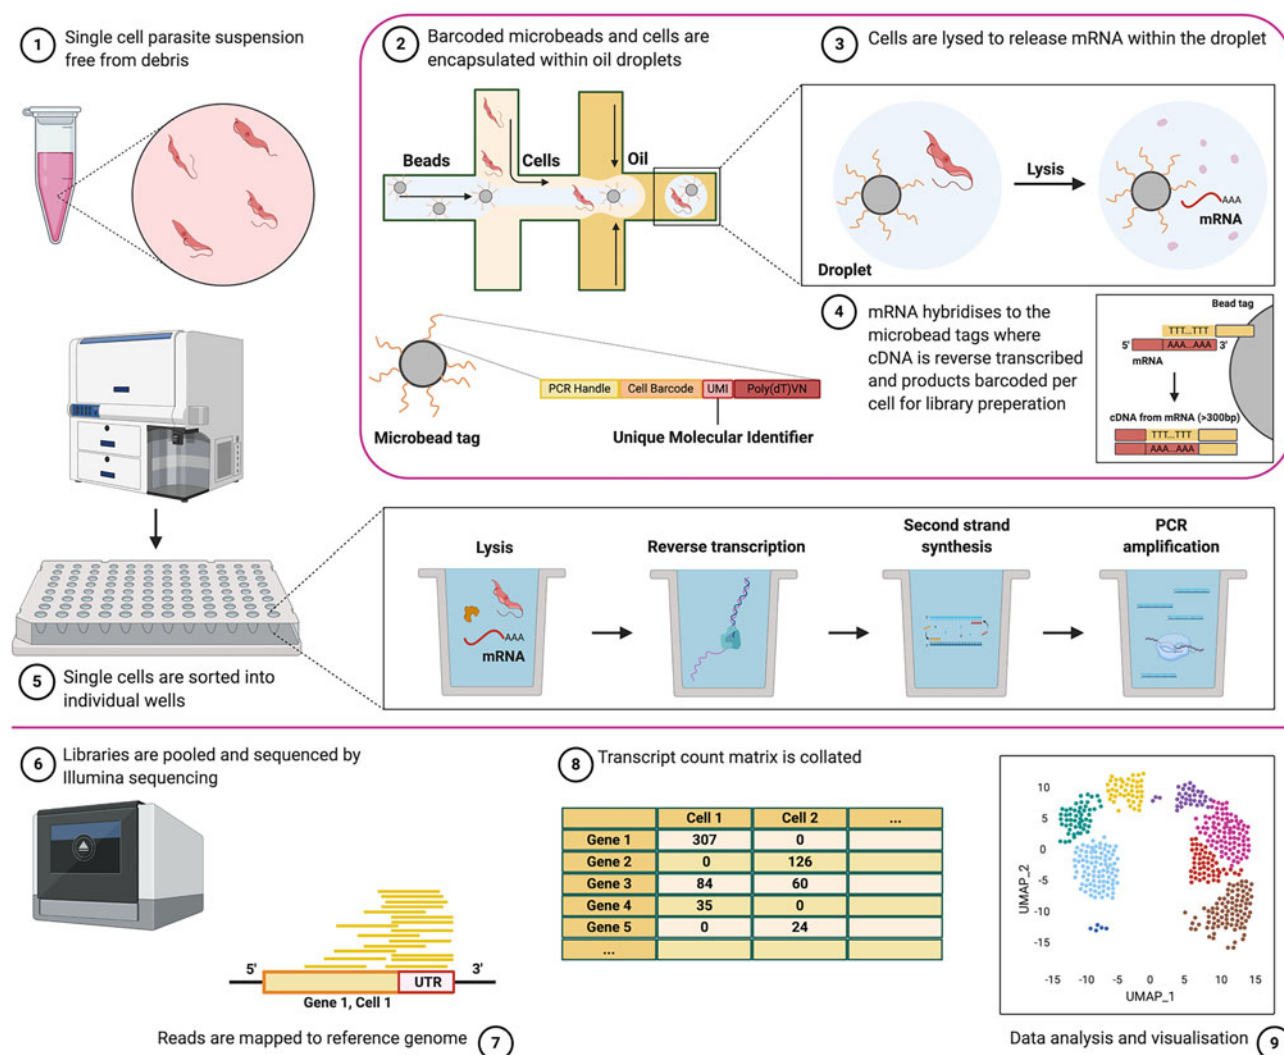 1
Single cell parasite suspension
free from debris
2
Barcoded microbeads and cells are
encapsulated within oil droplets
Beads
Cells
Oil
3
Cells are lysed to release mRNA within the droplet
Lysis
AAA
mRNA
Droplet
PCR Handle
Cell Barcode
UMI
Poly(dT)VN
Microbead tag
Unique Molecular Identifier
4
mRNA hybridises to the
microbead tags where
cDNA is reverse transcribed
and products barcoded per
cell for library preperation
Bead tag
TTT...TTT
5' AAA...AAA 3'
mRNA
cDNA from mRNA (>300bp)
TTT...TTT
AAA...AAA
5
Single cells are sorted into
individual wells
Lysis
AAA
mRNA
Reverse transcription
Second strand
synthesis
PCR
amplification
6
Libraries are pooled and sequenced by
Illumina sequencing
5'
UTR
3'
Gene 1, Cell 1
Reads are mapped to reference genome
7
8
Transcript count matrix is collated
Cell 1 Cell 2 ...
Gene 1 307 0
Gene 2 0 126
Gene 3 84 60
Gene 4 35 0
Gene 5 0 24
...
UMAP_2
10
5
0
-5
-10
-15
-15 -10 -5 0 5 10 15
UMAP_1
Data analysis and visualisation
9